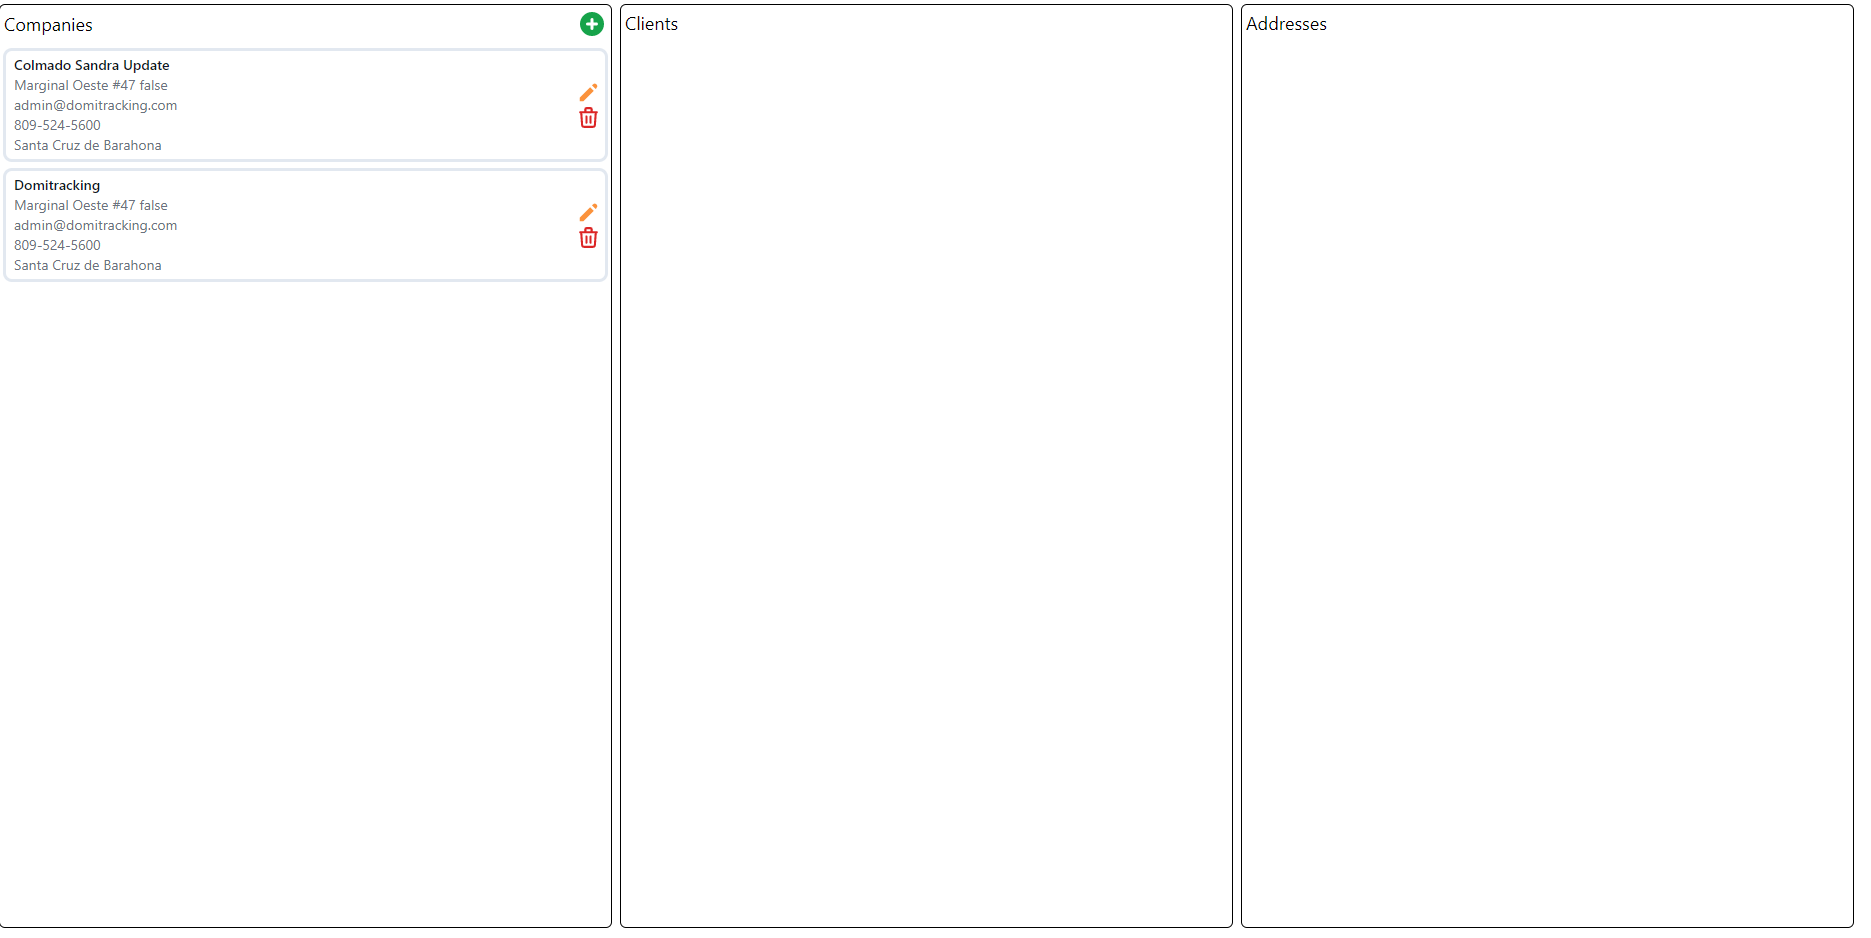 Companies
Colmado Sandra Update
Marginal Oeste #47 false
admin@domitracking.com
809-524-5600
Santa Cruz de Barahona
Domitracking
Marginal Oeste #47 false
admin@domitracking.com
809-524-5600
Santa Cruz de Barahona
Clients
Addresses